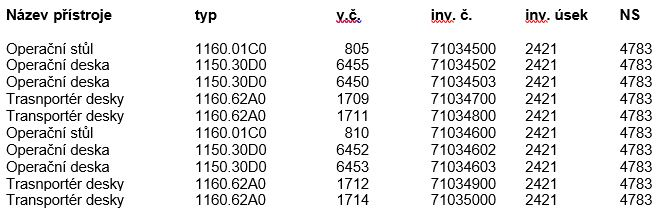 Název přístroje typ v.č. inv. č. inv. úsek NS
Operační stůl 1160.01C0 805 71034500 2421 4783
Operační deska 1150.30D0 6455 71034502 2421 4783
Operační deska 1150.30D0 6450 71034503 2421 4783
Trasnportér desky 1160.62A0 1709 71034700 2421 4783
Transportér desky 1160.62A0 1711 71034800 2421 4783
Operační stůl 1160.01C0 810 71034600 2421 4783
Operační deska 1150.30D0 6452 71034602 2421 4783
Operační deska 1150.30D0 6453 71034603 2421 4783
Trasnportér desky 1160.62A0 1712 71034900 2421 4783
Transportér desky 1160.62A0 1714 71035000 2421 4783